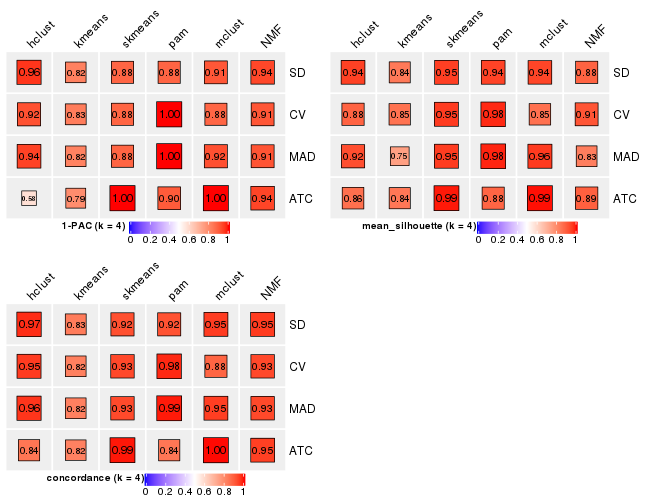 hclust kmeans skmeans pam mclust NMF
0.96 0.82 0.88 0.88 0.91 0.94 SD
0.92 0.83 0.88 1.00 0.88 0.91 CV
0.94 0.82 0.88 1.00 0.92 0.91 MAD
0.58 0.79 1.00 0.90 1.00 0.94 ATC
1-PAC (k = 4)
0 0.2 0.4 0.6 0.8 1
hclust kmeans skmeans pam mclust NMF
0.94 0.84 0.95 0.94 0.94 0.88 SD
0.88 0.85 0.95 0.98 0.85 0.91 CV
0.92 0.75 0.95 0.98 0.96 0.83 MAD
0.86 0.84 0.99 0.88 0.99 0.89 ATC
mean_silhouette (k = 4)
0 0.2 0.4 0.6 0.8 1
hclust kmeans skmeans pam mclust NMF
0.97 0.83 0.92 0.92 0.95 0.95 SD
0.95 0.82 0.93 0.98 0.88 0.93 CV
0.96 0.82 0.93 0.99 0.95 0.93 MAD
0.84 0.82 0.99 0.84 1.00 0.95 ATC
concordance (k = 4)
0 0.2 0.4 0.6 0.8 1